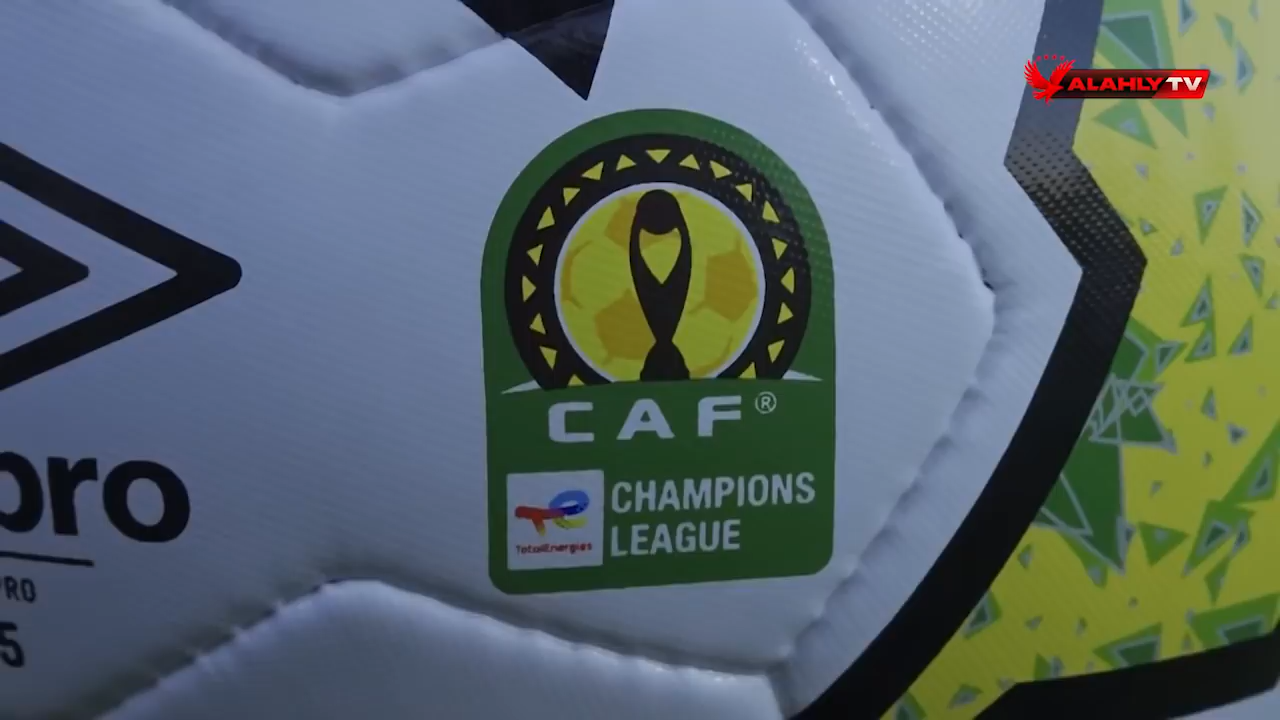 ALAHLYTV
CAF®
TotalEnergies
CHAMPIONS
LEAGUE
pro
PRO
5